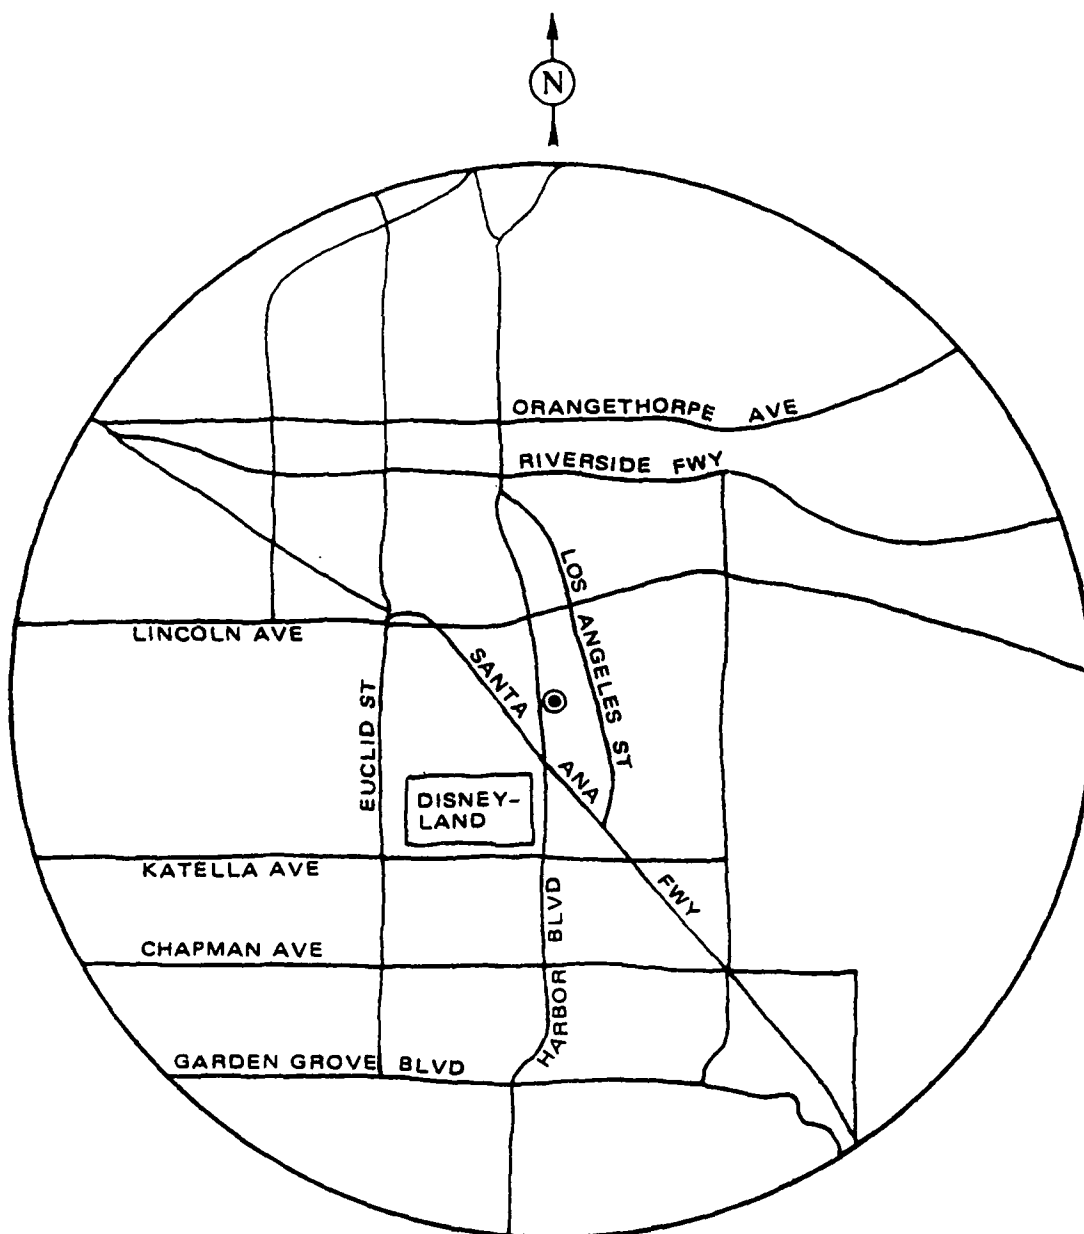 N
ORANGETHORPE AVE
RIVERSIDE FWY
LOS ANGELES ST
LINCOLN AVE
SANTA ANA FWY
EUCLID ST
DISNEY-
LAND
KATELLA AVE
HARBOR BLVD
CHAPMAN AVE
GARDEN GROVE BLVD